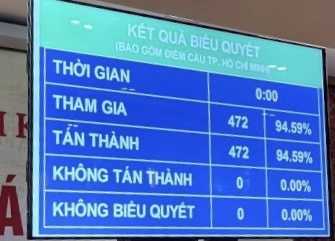 KẾT QUẢ BIỂU QUYẾT
(BAO GỒM ĐIỂM CẦU TP. HỒ CHÍ MINH)
THỜI GIAN 0:00
THAM GIA 472 94.59%
TÁN THÀNH 472 94.59%
KHÔNG TÁN THÀNH 0 0.00%
KHÔNG BIỂU QUYẾT 0 0.00%